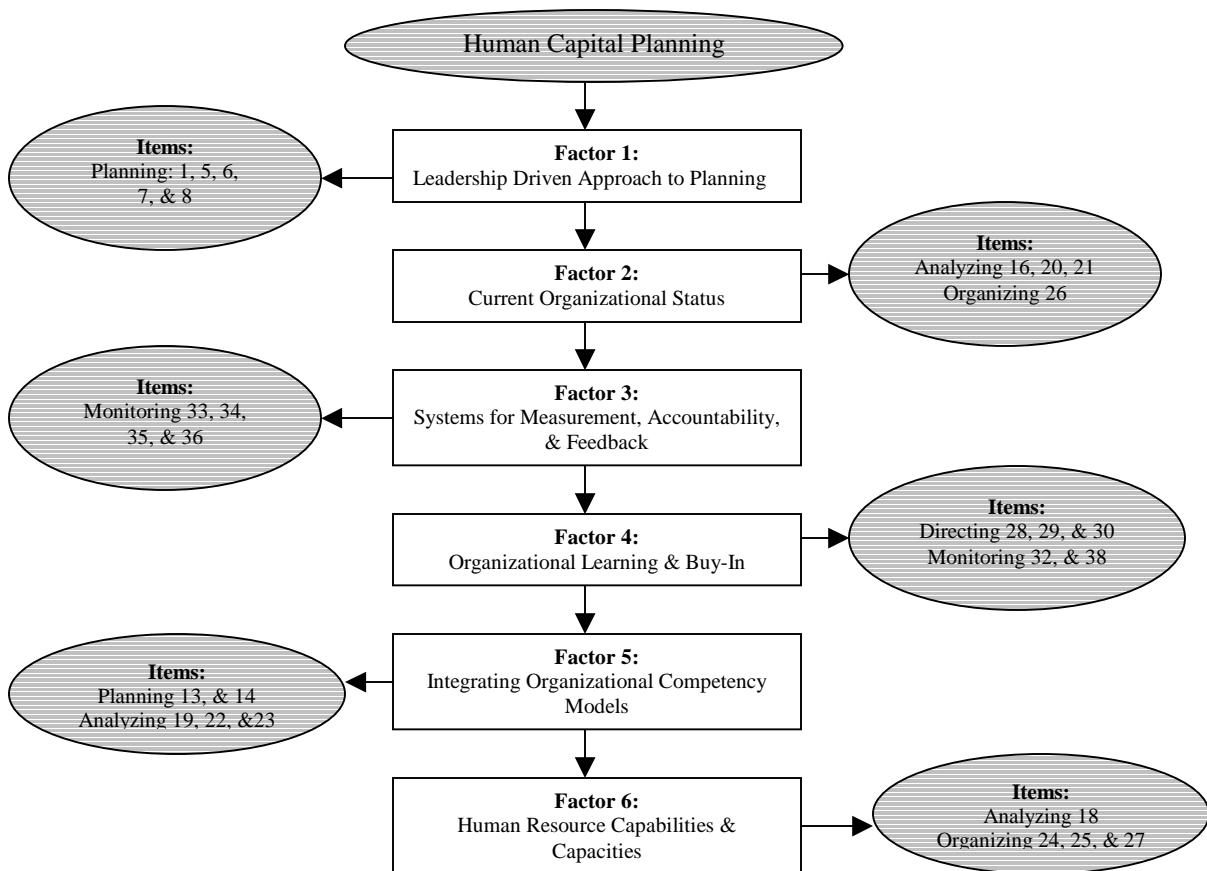 Human Capital Planning
Factor 1:
Leadership Driven Approach to Planning
Items:
Planning: 1, 5, 6,
7, & 8
Factor 2:
Current Organizational Status
Items:
Analyzing 16, 20, 21
Organizing 26
Factor 3:
Systems for Measurement, Accountability,
& Feedback
Items:
Monitoring 33, 34,
35, & 36
Factor 4:
Organizational Learning & Buy-In
Items:
Directing 28, 29, & 30
Monitoring 32, & 38
Factor 5:
Integrating Organizational Competency
Models
Items:
Planning 13, & 14
Analyzing 19, 22, &23
Factor 6:
Human Resource Capabilities &
Capacities
Items:
Analyzing 18
Organizing 24, 25, & 27